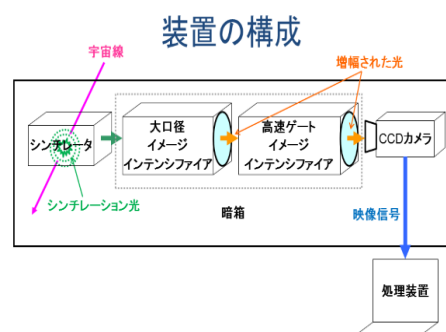 装置の構成
宇宙線
増幅された光
シンチレータ
大口径
イメージ
インテンシファイア
高速ゲート
イメージ
インテンシファイア
CCDカメラ
シンチレーション光
暗箱
映像信号
処理装置